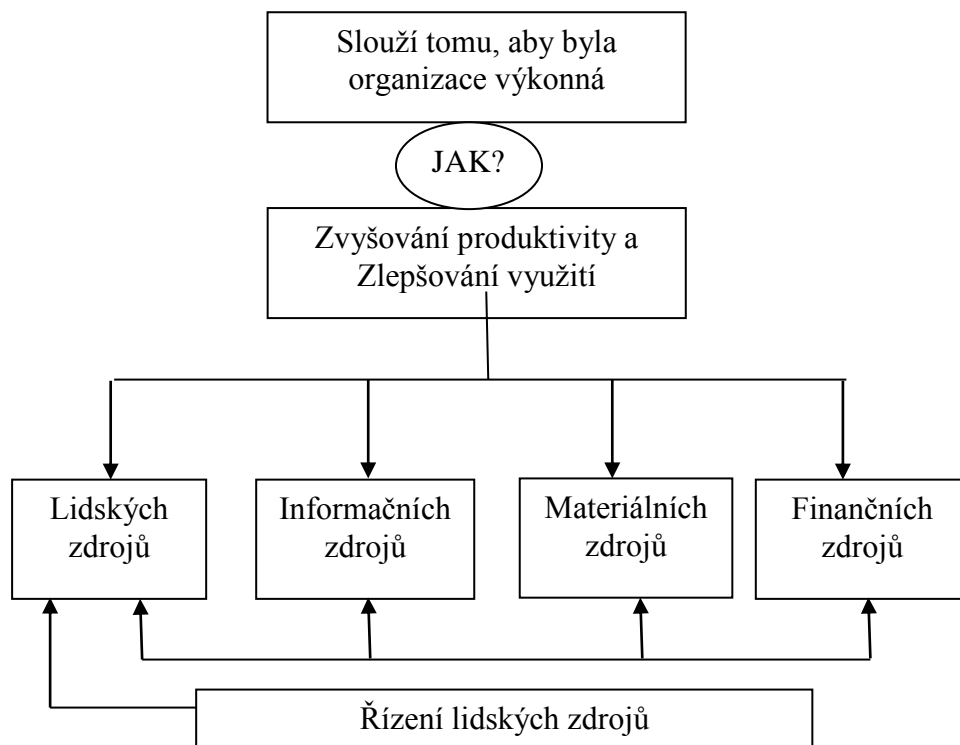 Slouží tomu, aby byla
organizace výkonná
JAK?
Zvyšování produktivity a
Zlepšování využití
Lidských
zdrojů
Informačních
zdrojů
Materiálních
zdrojů
Finančních
zdrojů
Řízení lidských zdrojů